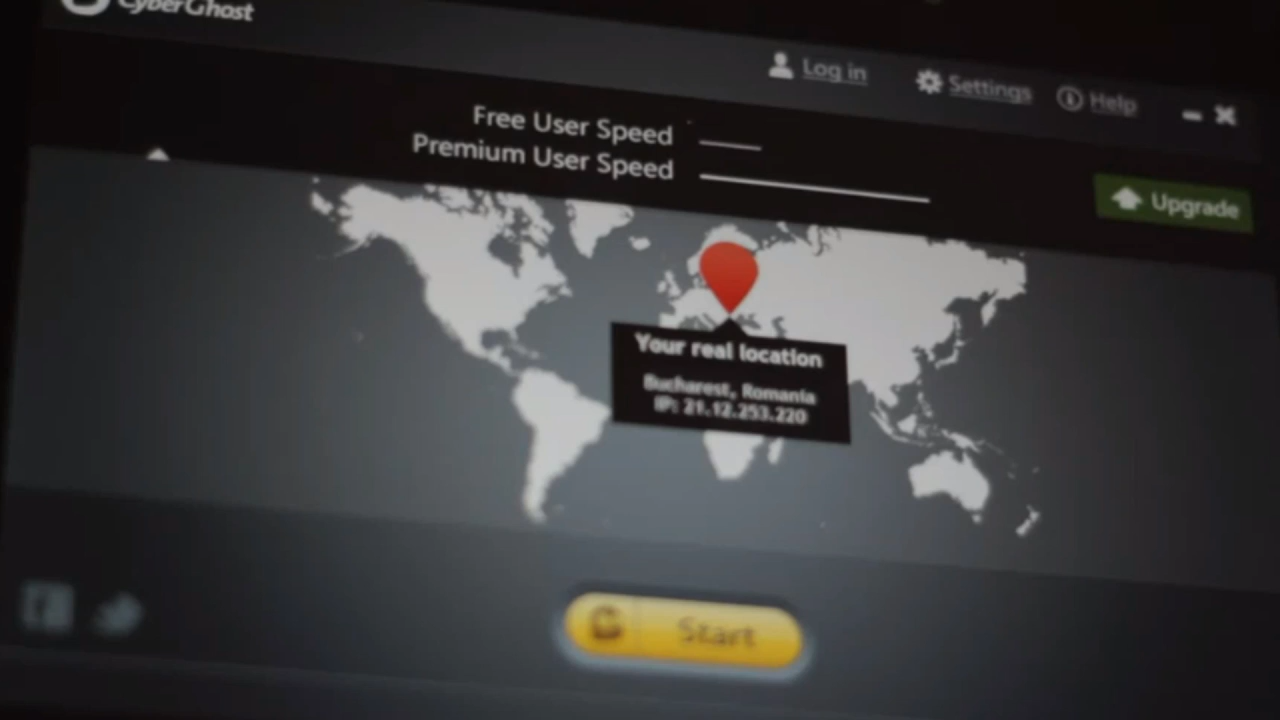 CyberGhost
Log in
Settings
Help
Free User Speed
Premium User Speed
Upgrade
Your real location
Bucharest, Romania
IP: 21.12.253.220
Start